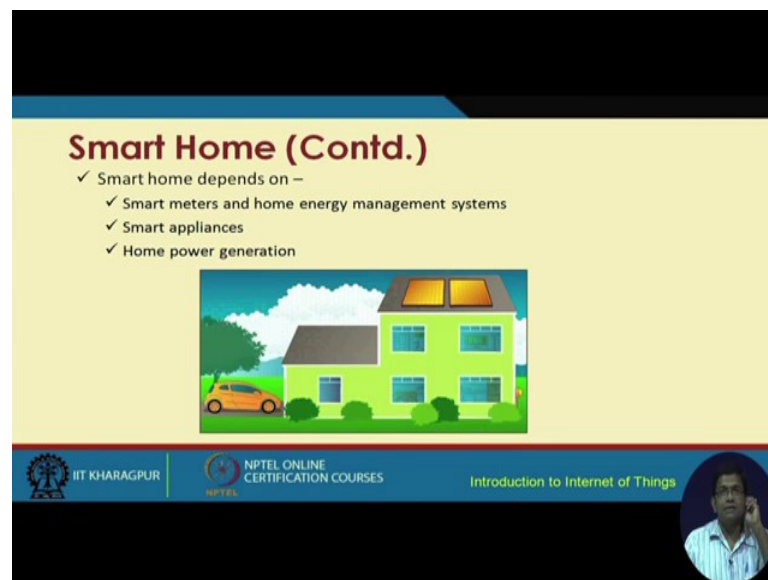 Smart Home (Contd.)
✓ Smart home depends on –
✓ Smart meters and home energy management systems
✓ Smart appliances
✓ Home power generation
IIT KHARAGPUR
NPTEL
NPTEL ONLINE
CERTIFICATION COURSES
Introduction to Internet of Things